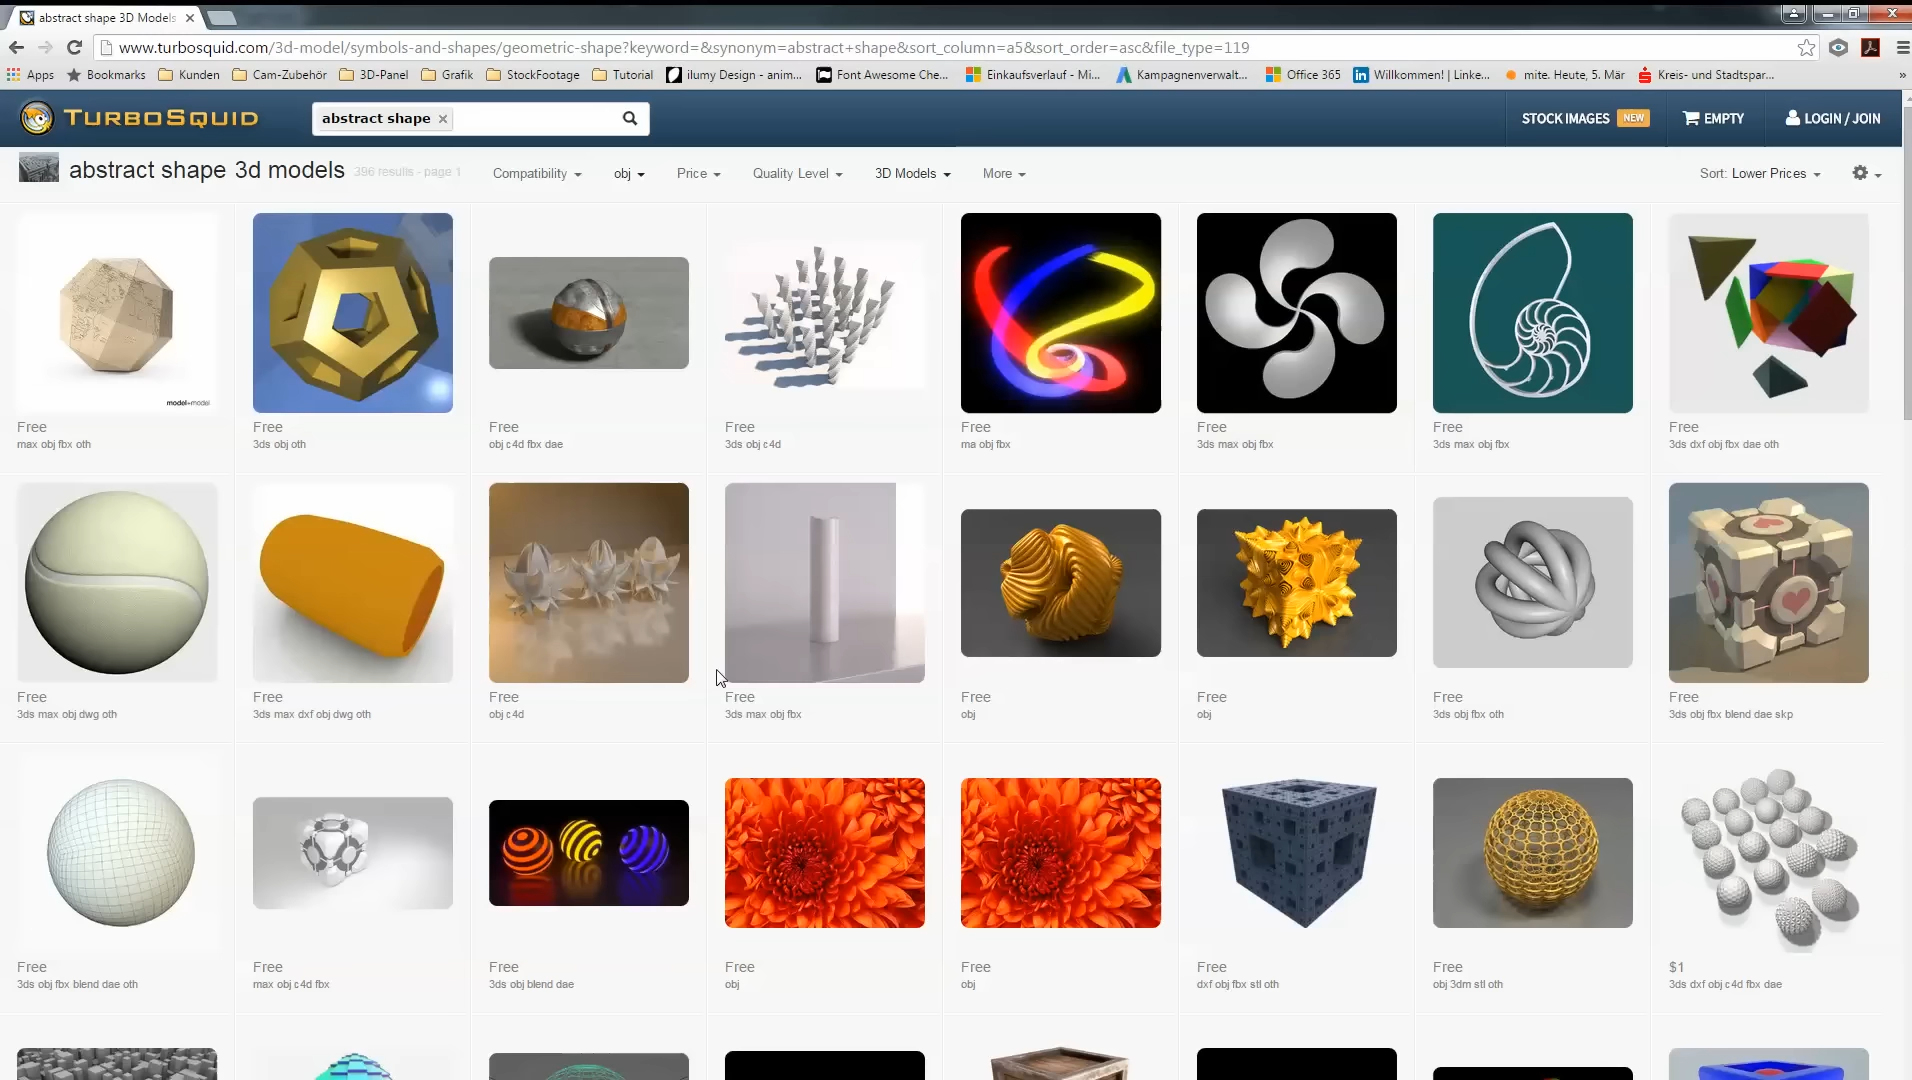 abstract shape 3D Models
www.turbosquid.com/3d-model/symbols-and-shapes/geometric-shape?keyword=&synonym=abstract+shape&sort_column=a5&sort_order=asc&file_type=119
Apps Bookmarks Kunden Cam-Zubehör 3D-Panel Grafik StockFootage Tutorial ilumy Design - anim... Font Awesome Che... Einkaufsverlauf - Mi... Kampagnenverwalt... Office 365 Willkommen! | Linke... mite. Heute, 5. Mär Kreis- und Stadtspar... »
TURBOSQUID abstract shape × STOCK IMAGES NEW EMPTY LOGIN / JOIN
abstract shape 3d models 396 results - page 1 Compatibility obj Price Quality Level 3D Models More Sort: Lower Prices
model+model
Free Free Free Free Free Free Free Free
max obj fbx oth 3ds obj oth obj c4d fbx dae 3ds obj c4d ma obj fbx 3ds max obj fbx 3ds max obj fbx 3ds dxf obj fbx dae oth
Free Free Free Free Free Free Free Free
3ds max obj dwg oth 3ds max dxf obj dwg oth obj c4d 3ds max obj fbx obj obj 3ds obj fbx oth 3ds obj fbx blend dae skp
Free Free Free Free Free Free Free $1
3ds obj fbx blend dae oth max obj c4d fbx 3ds obj blend dae obj obj dxf obj fbx stl oth obj 3dm stl oth 3ds dxf obj c4d fbx dae